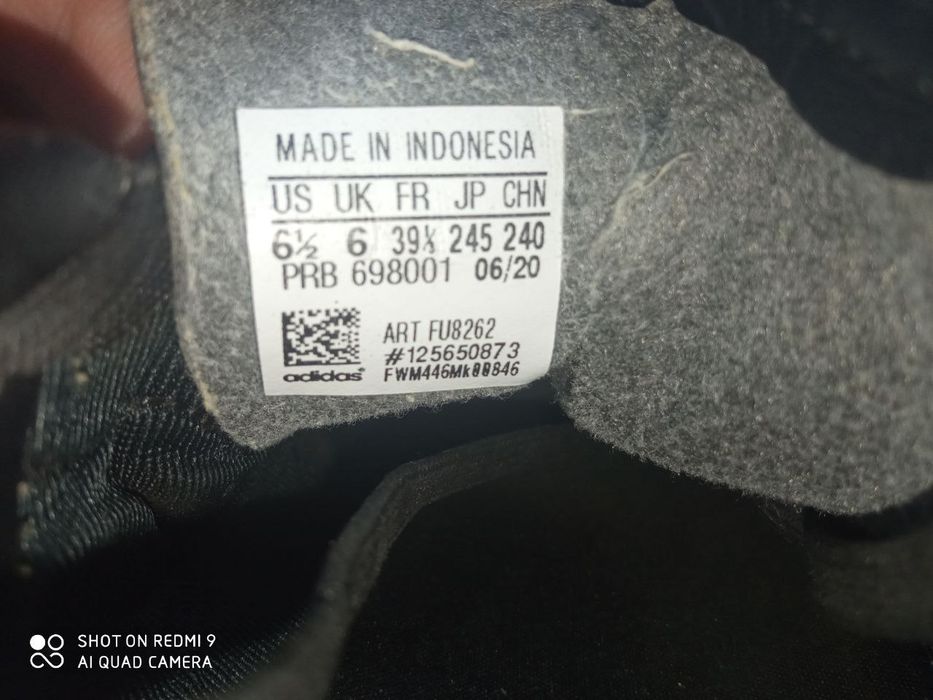 MADE IN INDONESIA
US UK FR JP CHN
6½ 6 39⅓ 245 240
PRB 698001 06/20
ART FU8262
#125650873
adidas
SHOT ON REDMI 9
AI QUAD CAMERA